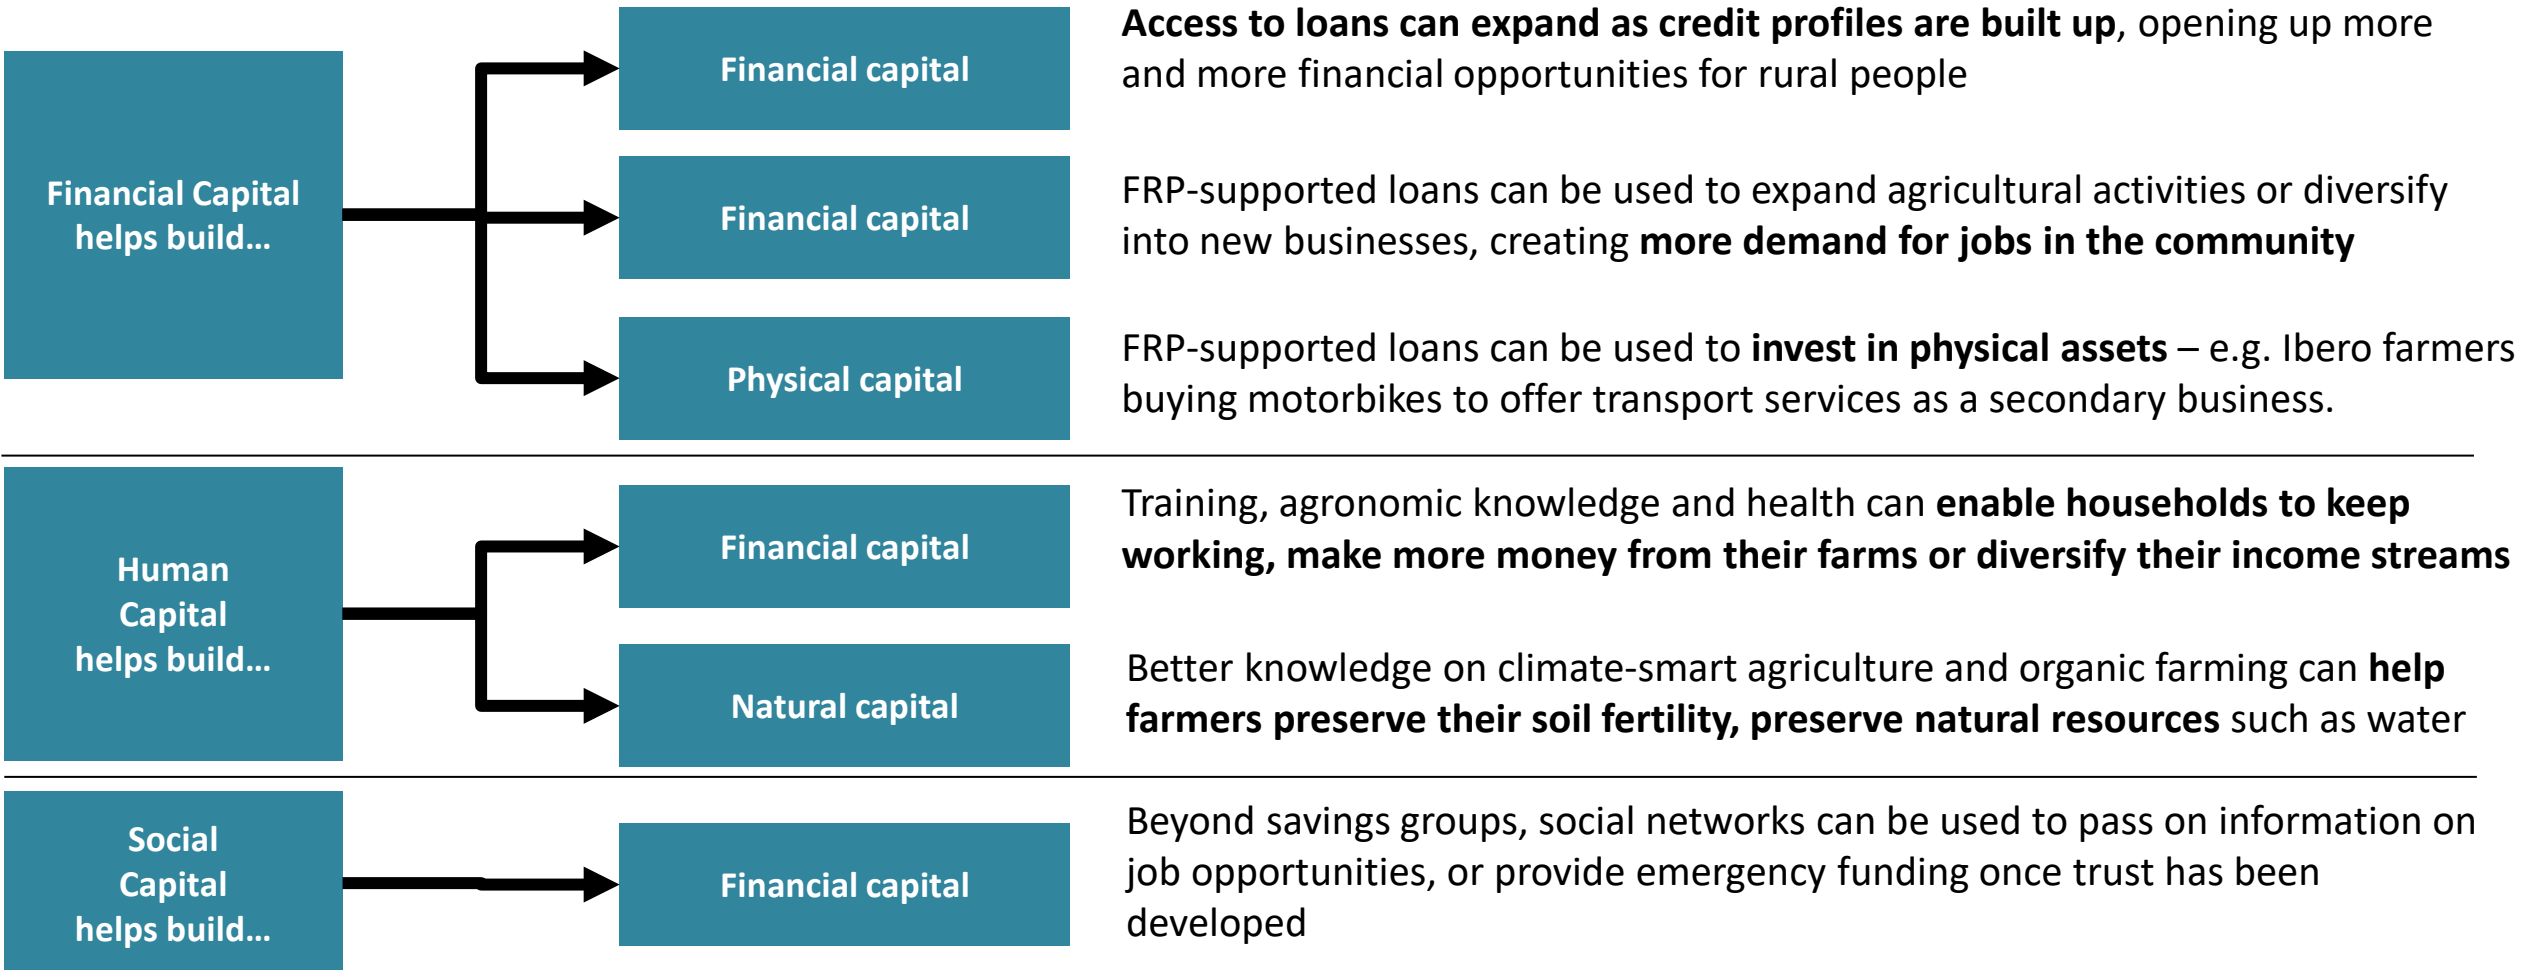 Financial Capital
helps build…
Financial capital
Access to loans can expand as credit profiles are built up, opening up more
and more financial opportunities for rural people
Financial capital
FRP-supported loans can be used to expand agricultural activities or diversify
into new businesses, creating more demand for jobs in the community
Physical capital
FRP-supported loans can be used to invest in physical assets – e.g. Ibero farmers
buying motorbikes to offer transport services as a secondary business.
Human
Capital
helps build…
Financial capital
Training, agronomic knowledge and health can enable households to keep
working, make more money from their farms or diversify their income streams
Natural capital
Better knowledge on climate-smart agriculture and organic farming can help
farmers preserve their soil fertility, preserve natural resources such as water
Social
Capital
helps build…
Financial capital
Beyond savings groups, social networks can be used to pass on information on
job opportunities, or provide emergency funding once trust has been
developed